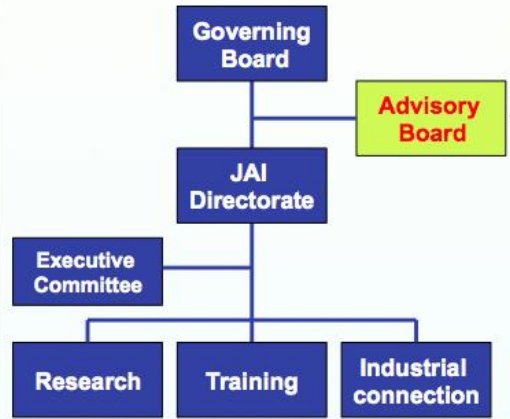 Governing
Board
Advisory
Board
JAI
Directorate
Executive
Committee
Research
Training
Industrial
connection